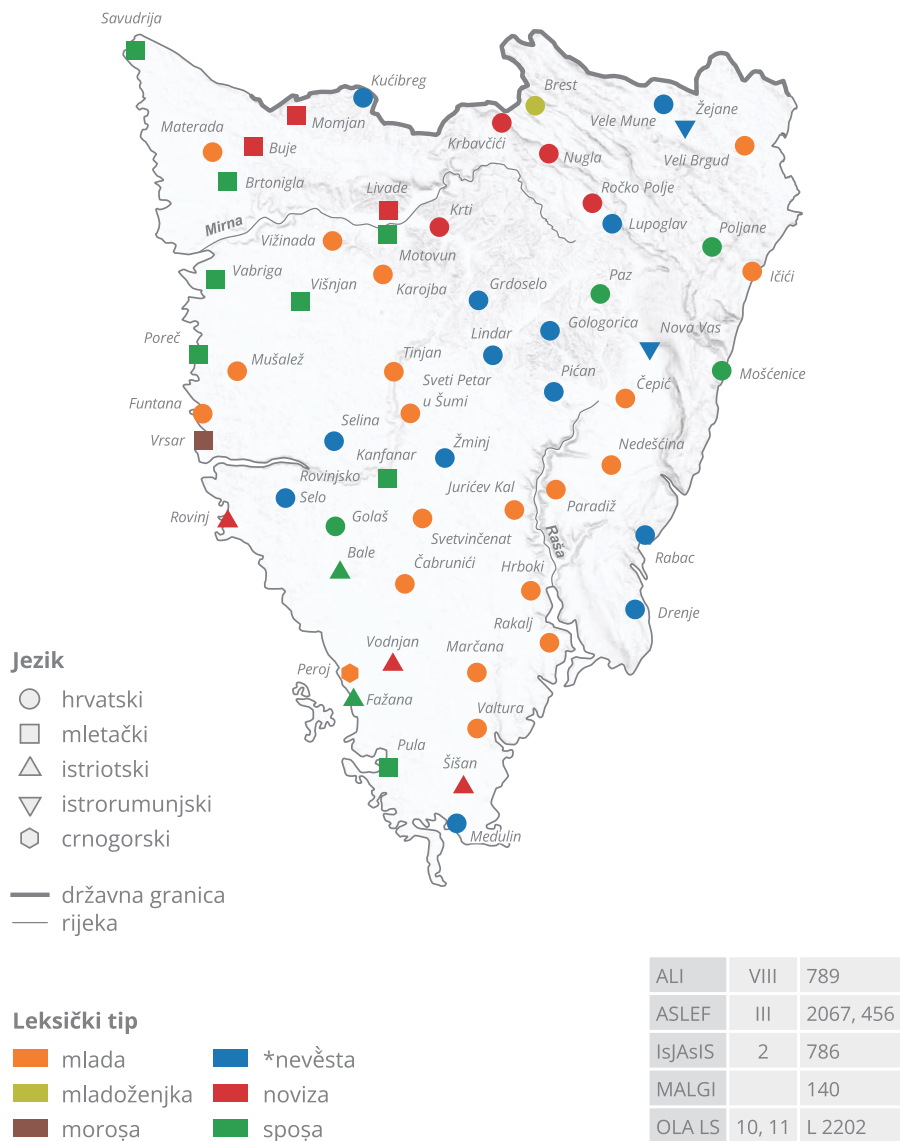 Savudrija
Kućibreg
Brest
Momjan
Vele Mune
Žejane
Materada
Krbavčići
Buje
Nugla
Veli Brgud
Brtonigla
Livade
Ročko Polje
Krti
Mirna
Lupoglav
Vižinada
Motovun
Poljane
Vabriga
Višnjan
Karojba
Grdoselo
Paz
Ičići
Gologorica
Nova Vas
Poreč
Lindar
Mušalež
Tinjan
Pićan
Čepić
Mošćenice
Sveti Petar
u Šumi
Funtana
Selina
Vrsar
Žminj
Nedešćina
Kanfanar
Rovinjsko
Selo
Jurićev Kal
Paradiž
Rovinj
Golaš
Svetvinčenat
Raša
Bale
Čabrunići
Hrboki
Rabac
Drenje
Rakalj
Vodnjan
Marčana
Peroj
Fažana
Valtura
Pula
Šišan
Medulin
Jezik
hrvatski
mletački
istriotski
istrorumunjski
crnogorski
državna granica
rijeka
Leksički tip
mlada
*nevě̀sta
mladoženjka
noviza
moroṣa
spoṣa
ALI VIII 789
ASLEF III 2067, 456
IsJAsIS 2 786
MALGI 140
OLA LS 10, 11 L 2202